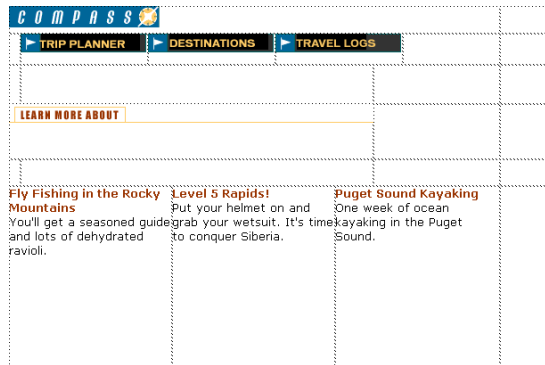 COMPASS
TRIP PLANNER DESTINATIONS TRAVEL LOGS
LEARN MORE ABOUT
Fly Fishing in the Rocky
Mountains
You'll get a seasoned guide
and lots of dehydrated
ravioli.
Level 5 Rapids!
Put your helmet on and
grab your wetsuit. It's time
to conquer Siberia.
Puget Sound Kayaking
One week of ocean
kayaking in the Puget
Sound.